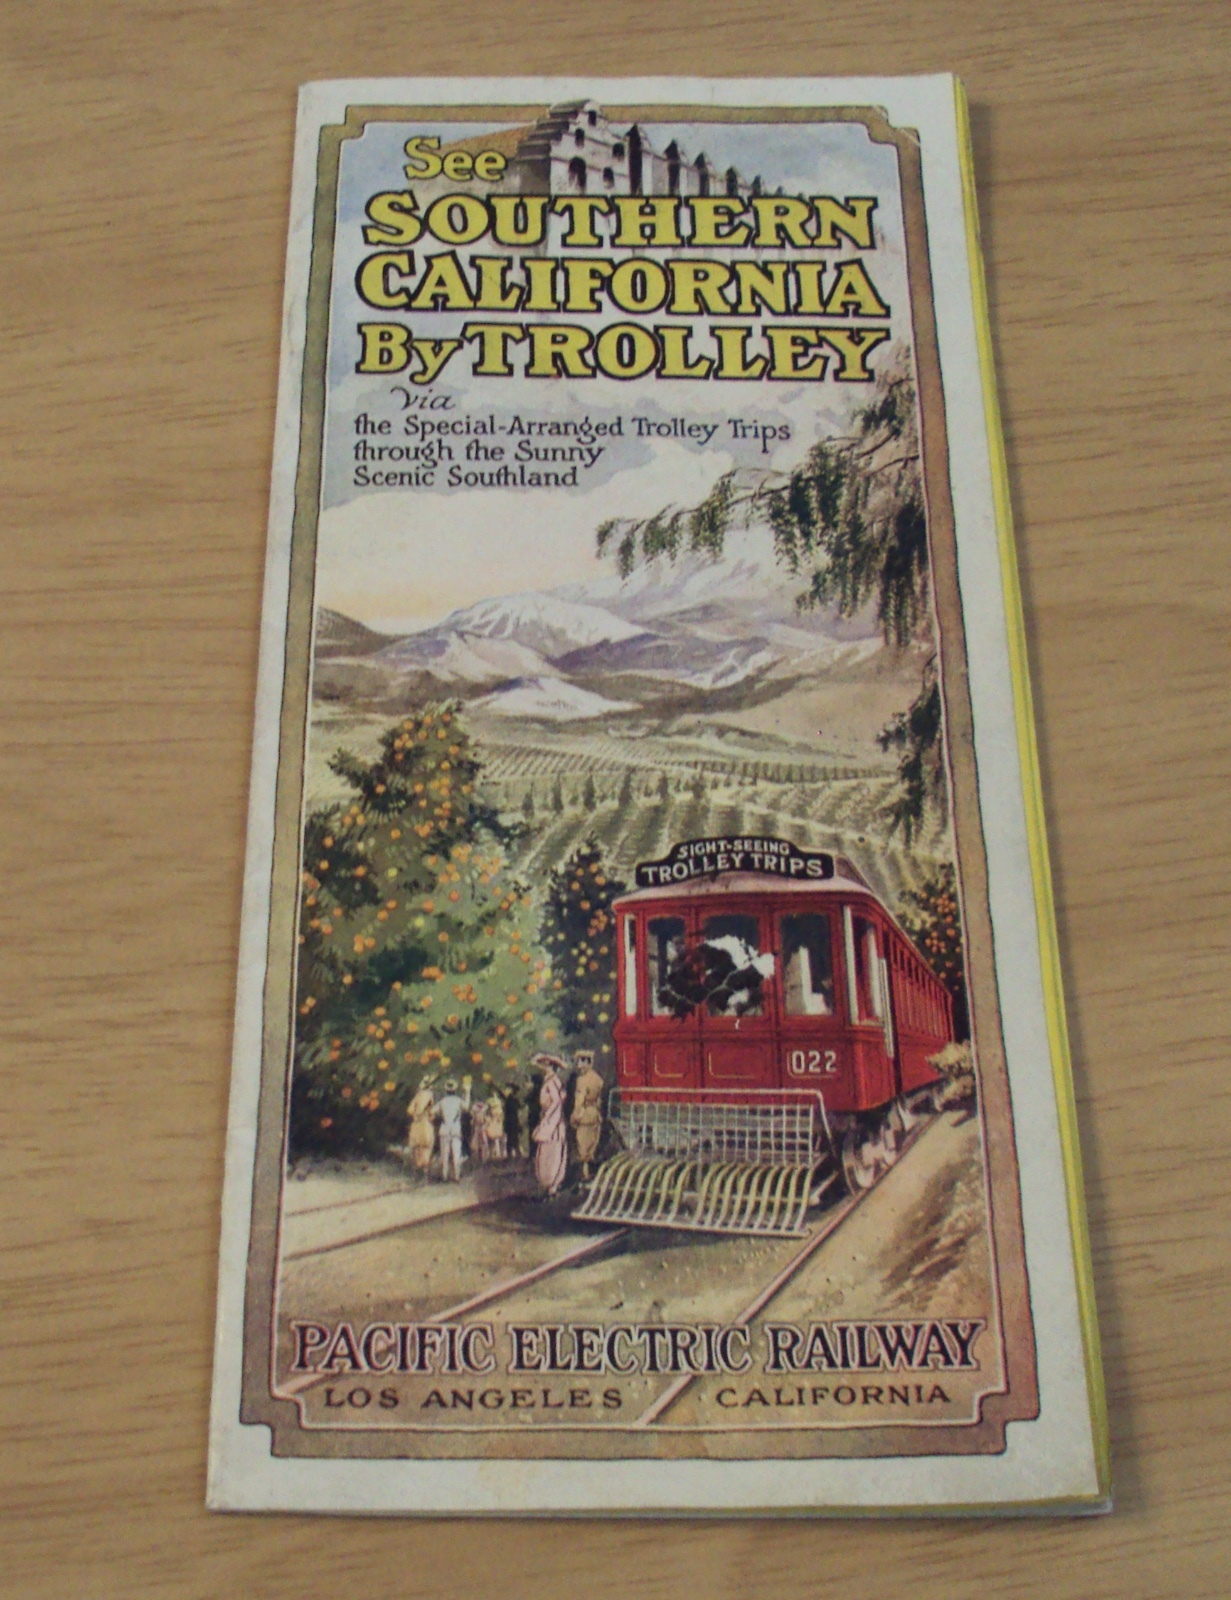 See
SOUTHERN
CALIFORNIA
By TROLLEY
Via
the Special-Arranged Trolley Trips
through the Sunny
Scenic Southland
SIGHT-SEEING
TROLLEY TRIPS
022
PACIFIC ELECTRIC RAILWAY
LOS ANGELES CALIFORNIA